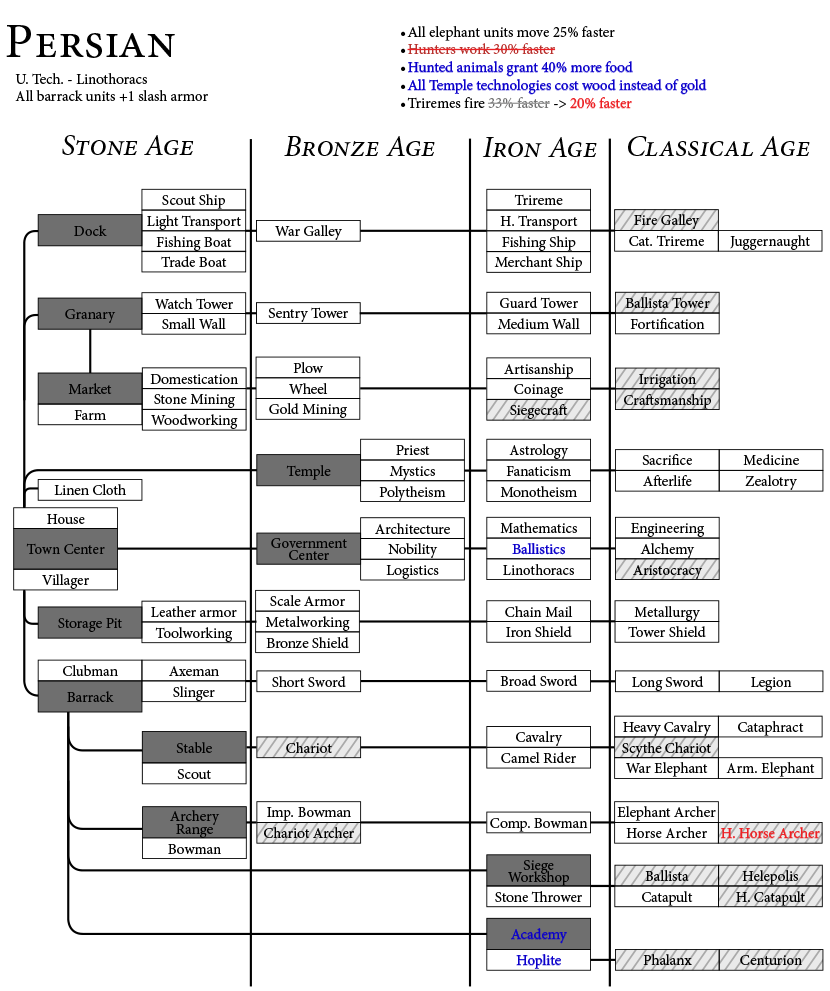 PERSIAN
U. Tech. - Linothoracs
All barrack units +1 slash armor
• All elephant units move 25% faster
• Hunters work 30% faster
• Hunted animals grant 40% more food
• All Temple technologies cost wood instead of gold
• Triremes fire 33% faster -> 20% faster
STONE AGE
BRONZE AGE
IRON AGE
CLASSICAL AGE
Dock
Scout Ship
Light Transport
Fishing Boat
Trade Boat
War Galley
Trireme
H. Transport
Fishing Ship
Merchant Ship
Fire Galley
Cat. Trireme
Juggernaught
Granary
Watch Tower
Small Wall
Sentry Tower
Guard Tower
Medium Wall
Ballista Tower
Fortification
Market
Farm
Domestication
Stone Mining
Woodworking
Plow
Wheel
Gold Mining
Artisanship
Coinage
Siegecraft
Irrigation
Craftsmanship
Temple
Priest
Mystics
Polytheism
Astrology
Fanaticism
Monotheism
Sacrifice
Medicine
Afterlife
Zealotry
Linen Cloth
House
Town Center
Villager
Government
Center
Architecture
Nobility
Logistics
Mathematics
Ballistics
Linothoracs
Engineering
Alchemy
Aristocracy
Storage Pit
Leather armor
Toolworking
Scale Armor
Metalworking
Bronze Shield
Chain Mail
Iron Shield
Metallurgy
Tower Shield
Clubman
Barrack
Axeman
Slinger
Short Sword
Broad Sword
Long Sword
Legion
Stable
Scout
Chariot
Cavalry
Camel Rider
Heavy Cavalry
Cataphract
Scythe Chariot
War Elephant
Arm. Elephant
Archery
Range
Bowman
Imp. Bowman
Chariot Archer
Comp. Bowman
Elephant Archer
Horse Archer
H. Horse Archer
Siege
Workshop
Stone Thrower
Ballista
Helepolis
Catapult
H. Catapult
Academy
Hoplite
Phalanx
Centurion